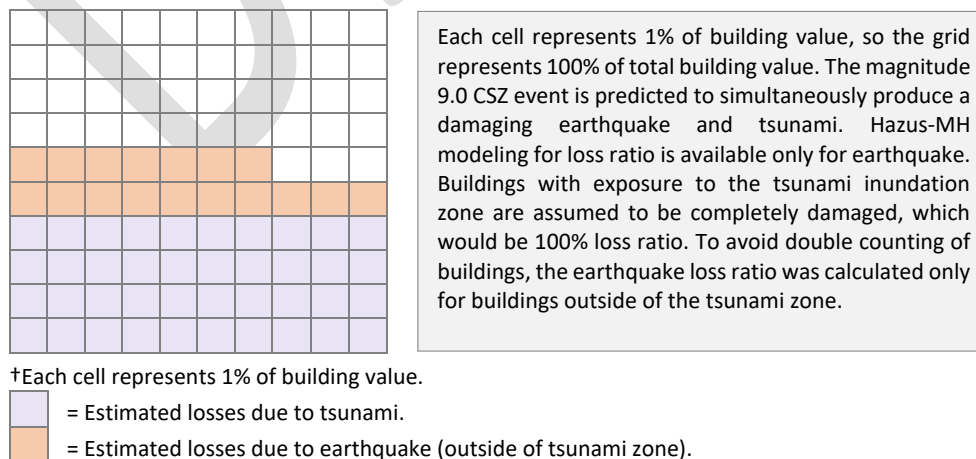 Each cell represents 1% of building value, so the grid
represents 100% of total building value. The magnitude
9.0 CSZ event is predicted to simultaneously produce a
damaging earthquake and tsunami. Hazus-MH
modeling for loss ratio is available only for earthquake.
Buildings with exposure to the tsunami inundation
zone are assumed to be completely damaged, which
would be 100% loss ratio. To avoid double counting of
buildings, the earthquake loss ratio was calculated only
for buildings outside of the tsunami zone.
†Each cell represents 1% of building value.
= Estimated losses due to tsunami.
= Estimated losses due to earthquake (outside of tsunami zone).